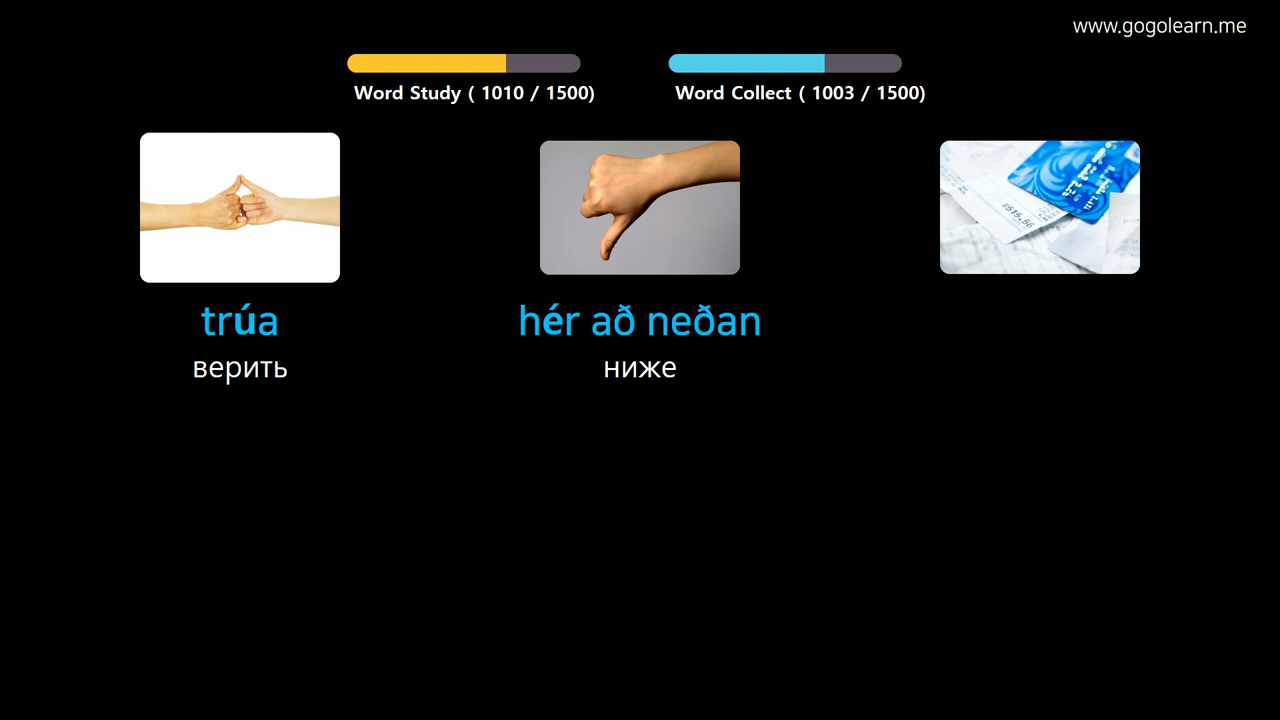 www.gogolearn.me
Word Study ( 1010 / 1500)
Word Collect ( 1003 / 1500)
trúa
hér að neðan
верить
ниже